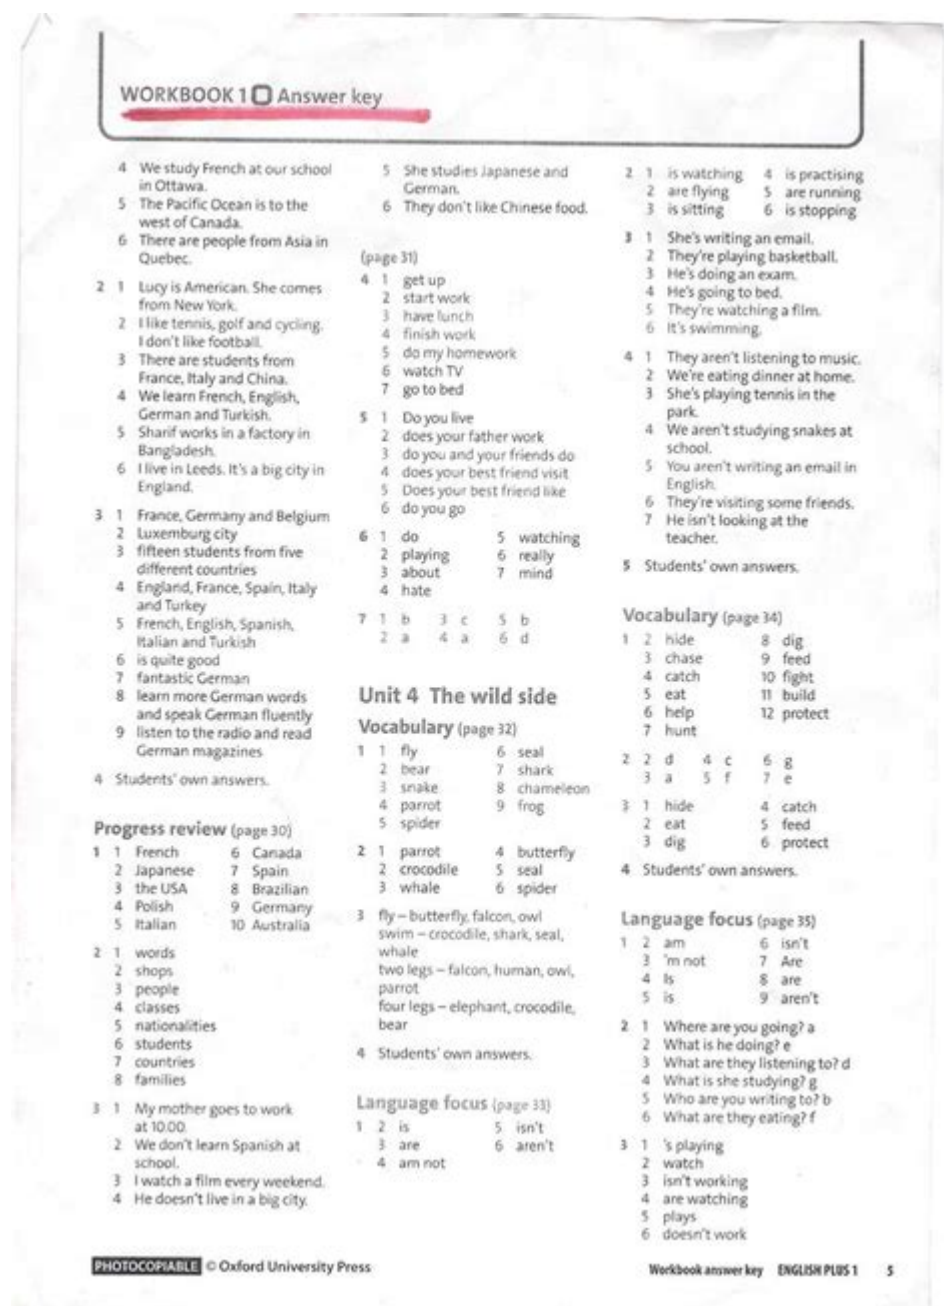 WORKBOOK 1 Answer key
4 We study French at our school
in Ottawa.
5 The Pacific Ocean is to the
west of Canada.
6 There are people from Asia in
Quebec.
2 1 Lucy is American. She comes
from New York.
2 I like tennis, golf and cycling.
I don't like football.
3 There are students from
France, Italy and China.
4 We learn French, English,
German and Turkish.
5 Sharif works in a factory in
Bangladesh.
6 I live in Leeds. It's a big city in
England.
3 1 France, Germany and Belgium
2 Luxemburg city
3 fifteen students from five
different countries
4 England, France, Spain, Italy
and Turkey
5 French, English, Spanish,
Italian and Turkish
6 is quite good
7 fantastic German
8 learn more German words
and speak German fluently
9 listen to the radio and read
German magazines
4 Students' own answers.
Progress review (page 30)
1 1 French 6 Canada
2 Japanese 7 Spain
3 the USA 8 Brazilian
4 Polish 9 Germany
5 Italian 10 Australia
2 1 words
2 shops
3 people
4 classes
5 nationalities
6 students
7 countries
8 families
3 1 My mother goes to work
at 10.00.
2 We don't learn Spanish at
school.
3 I watch a film every weekend.
4 He doesn't live in a big city.
5 She studies Japanese and
German.
6 They don't like Chinese food.
(page 31)
4 1 get up
2 start work
3 have lunch
4 finish work
5 do my homework
6 watch TV
7 go to bed
5 1 Do you live
2 does your father work
3 do you and your friends do
4 does your best friend visit
5 Does your best friend like
6 do you go
6 1 do 5 watching
2 playing 6 really
3 about 7 mind
4 hate
7 1 b 3 c 5 b
2 a 4 a 6 d
Unit 4 The wild side
Vocabulary (page 32)
1 1 fly 6 seal
2 bear 7 shark
3 snake 8 chameleon
4 parrot 9 frog
5 spider
2 1 parrot 4 butterfly
2 crocodile 5 seal
3 whale 6 spider
3 fly – butterfly, falcon, owl
swim – crocodile, shark, seal,
whale
two legs – falcon, human, owl,
parrot
four legs – elephant, crocodile,
bear
4 Students' own answers.
Language focus (page 33)
1 2 is 5 isn't
3 are 6 aren't
4 am not
2 1 is watching 4 is practising
2 are flying 5 are running
3 is sitting 6 is stopping
3 1 She's writing an email.
2 They're playing basketball.
3 He's doing an exam.
4 He's going to bed.
5 They're watching a film.
6 It's swimming.
4 1 They aren't listening to music.
2 We're eating dinner at home.
3 She's playing tennis in the
park.
4 We aren't studying snakes at
school.
5 You aren't writing an email in
English.
6 They're visiting some friends.
7 He isn't looking at the
teacher.
5 Students' own answers.
Vocabulary (page 34)
1 2 hide 8 dig
3 chase 9 feed
4 catch 10 fight
5 eat 11 build
6 help 12 protect
7 hunt
2 2 d 4 c 6 g
3 a 5 f 7 e
3 1 hide 4 catch
2 eat 5 feed
3 dig 6 protect
4 Students' own answers.
Language focus (page 35)
1 2 am 6 isn't
3 'm not 7 Are
4 Is 8 are
5 is 9 aren't
2 1 Where are you going? a
2 What is he doing? e
3 What are they listening to? d
4 What is she studying? g
5 Who are you writing to? b
6 What are they eating? f
3 1 's playing
2 watch
3 isn't working
4 are watching
5 plays
6 doesn't work
PHOTOCOPIABLE © Oxford University Press
Workbook answer key ENGLISH PLUS 1 5